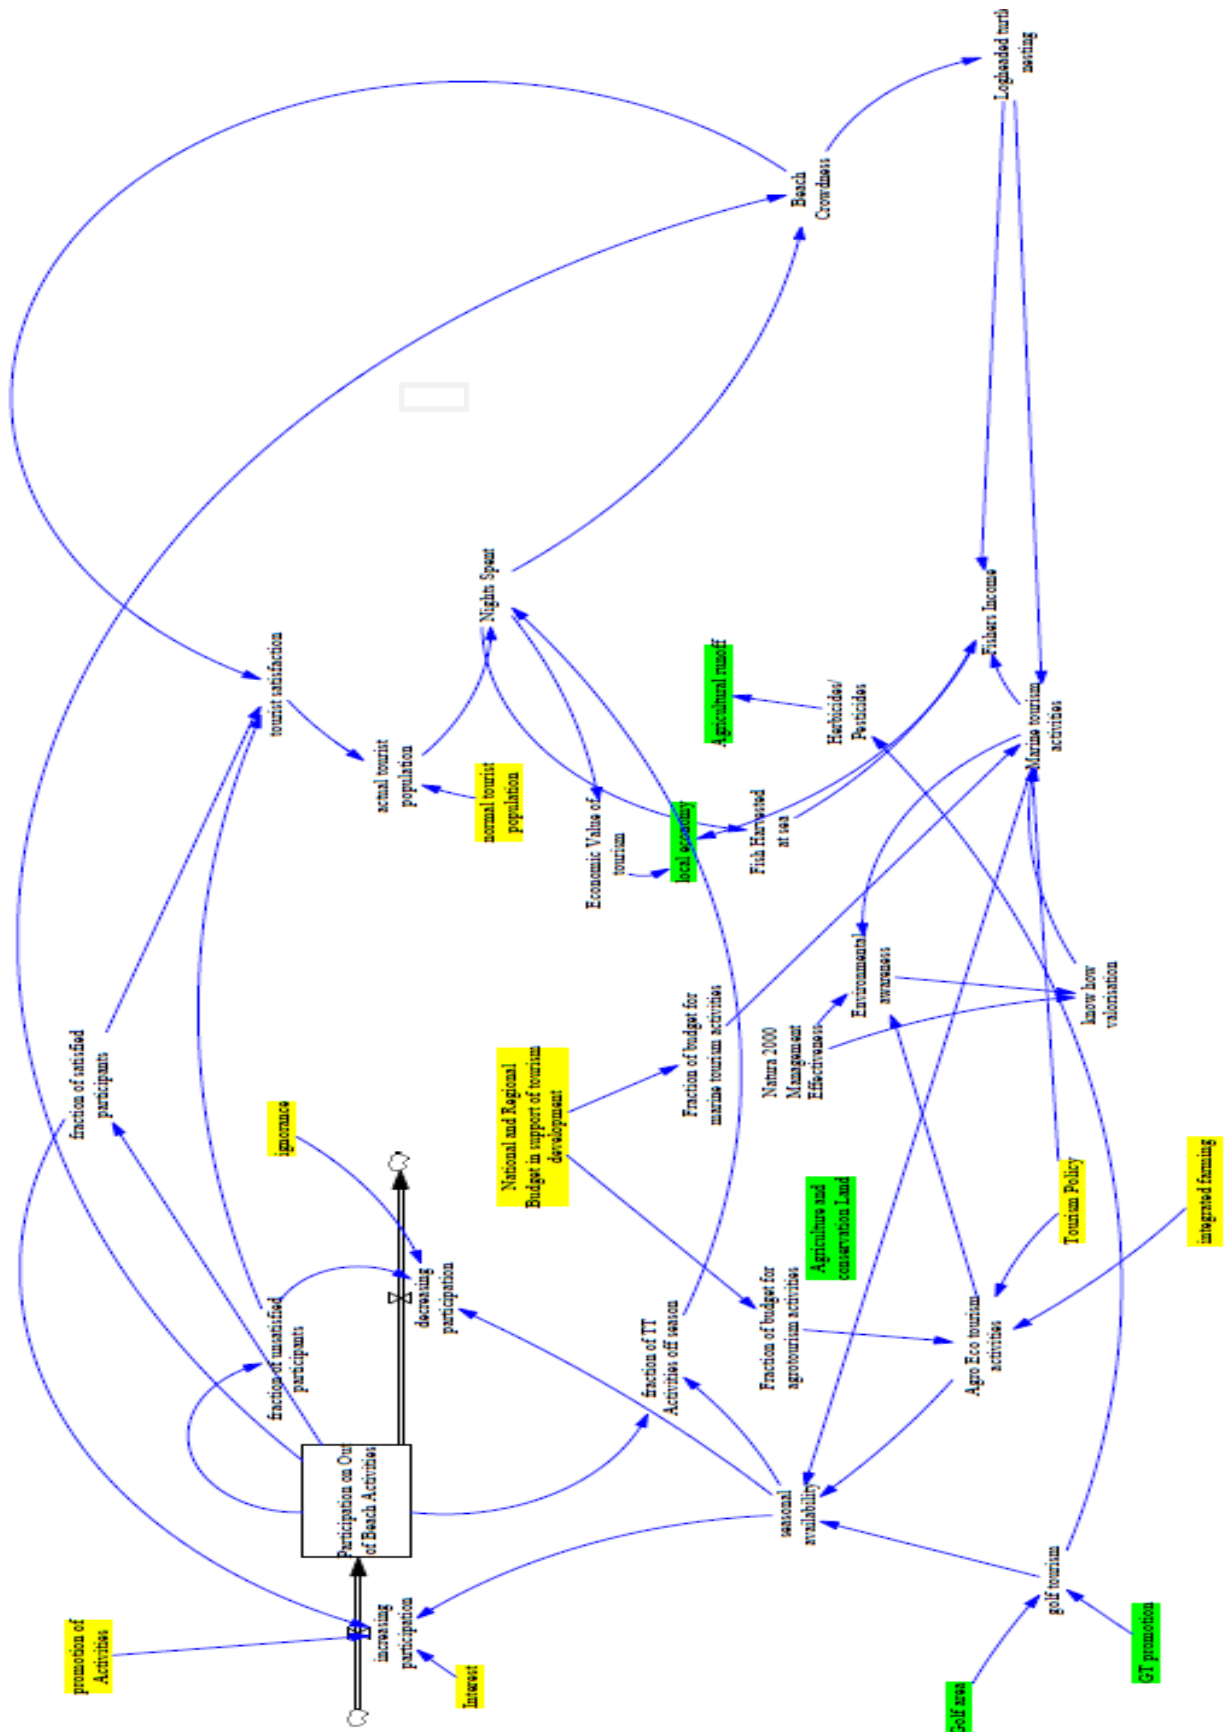 promotion of
Activities
increasing
participation
Interest
Participation on Out
of Beach Activities
fraction of unsatisfied
participants
fraction of satisfied
participants
ignorance
decreasing
participation
tourist satisfaction
actual tourist
population
normal tourist
population
Nights Spent
Beach
Crowdness
Logheaded turtl
nesting
National and Regional
Budget in support of tourism
development
Economic Value of
tourism
local economy
Agricultural runoff
Fish Harvested
at sea
Herbicides/
Pesticides
Fishers Income
Marine tourism
activities
Fraction of budget for
marine tourism activities
Natura 2000
Management
Effectiveness
Environmental
awareness
know how
valorisation
fraction of TT
Activities off season
Fraction of budget for
agrotourism activities
Agriculture and
conservation Land
seasonal
availability
Agro Eco tourism
activities
Tourism Policy
integrated farming
golf tourism
Golf area
GT promotion